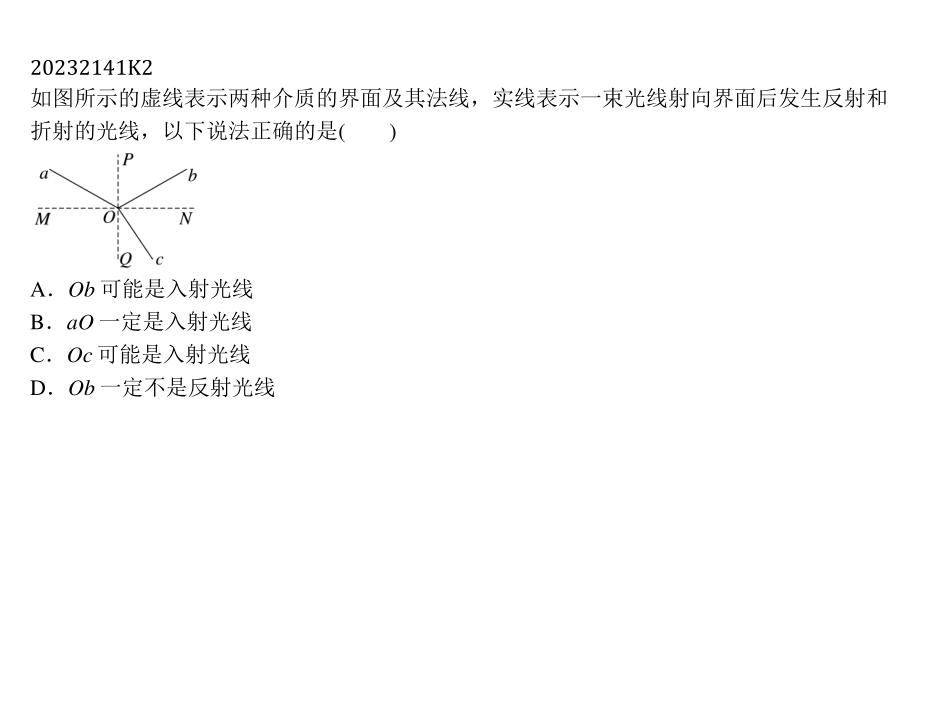 20232141K2
如图所示的虚线表示两种介质的界面及其法线，实线表示一束光线射向界面后发生反射和
折射的光线，以下说法正确的是(　　)
P
a
b
M
O
N
Q
c
A．Ob 可能是入射光线
B．aO 一定是入射光线
C．Oc 可能是入射光线
D．Ob 一定不是反射光线